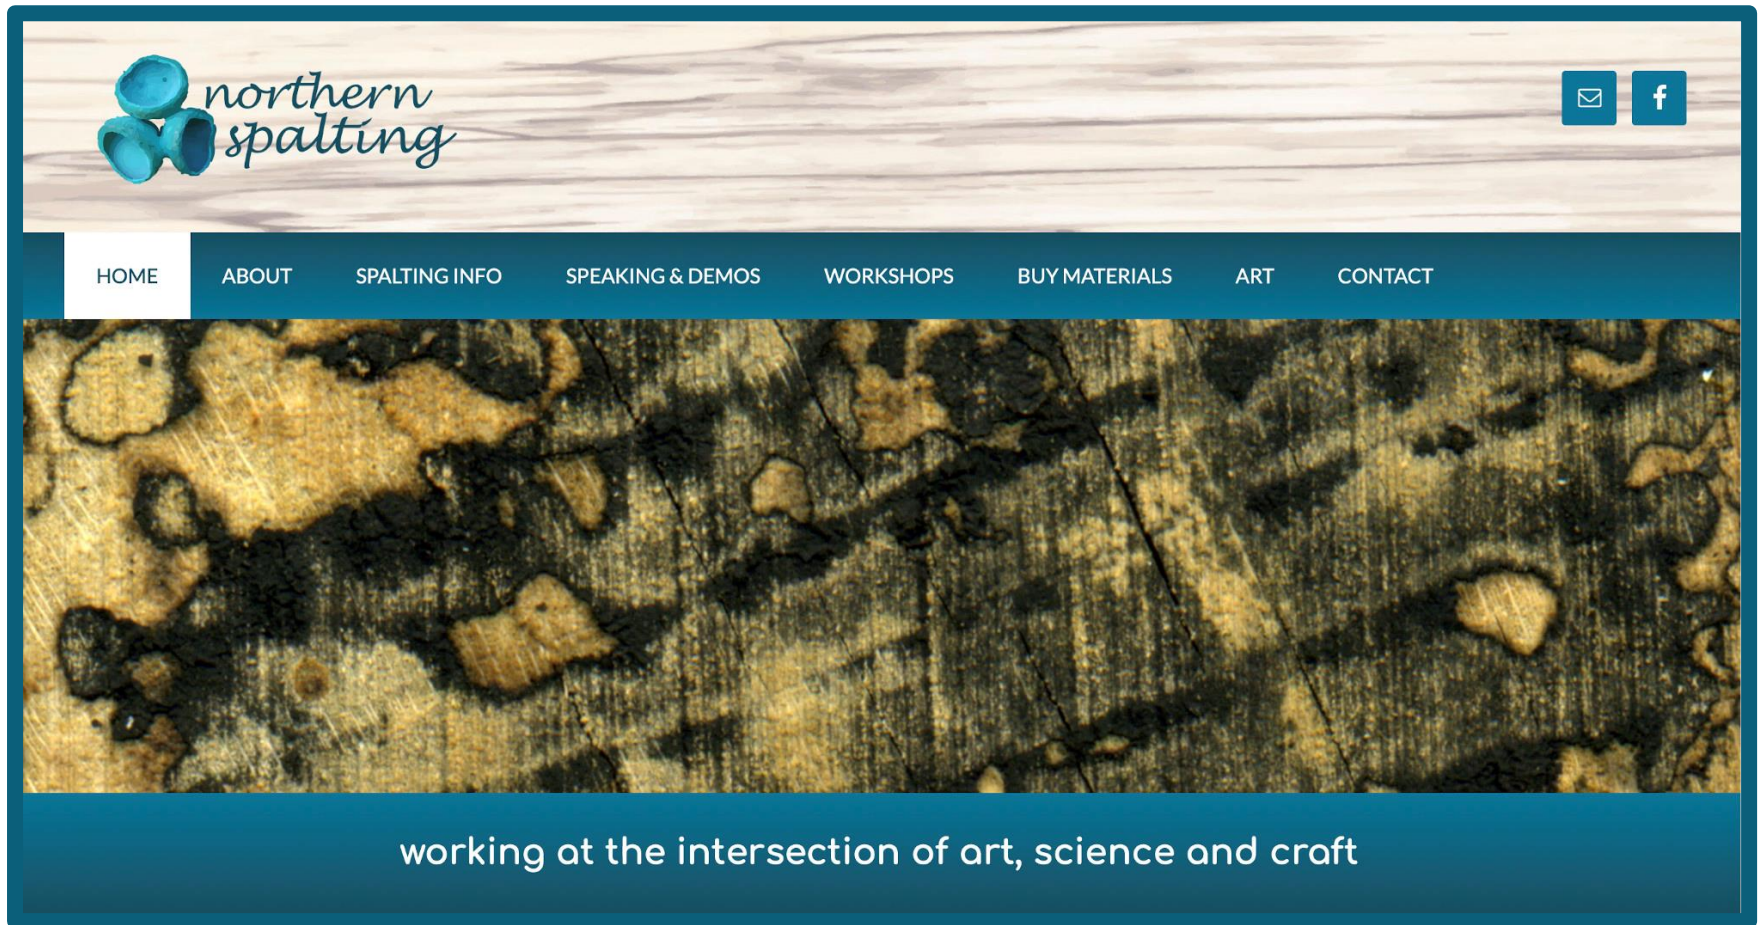 northern
spalting
HOME ABOUT SPALTING INFO SPEAKING & DEMOS WORKSHOPS BUY MATERIALS ART CONTACT
working at the intersection of art, science and craft